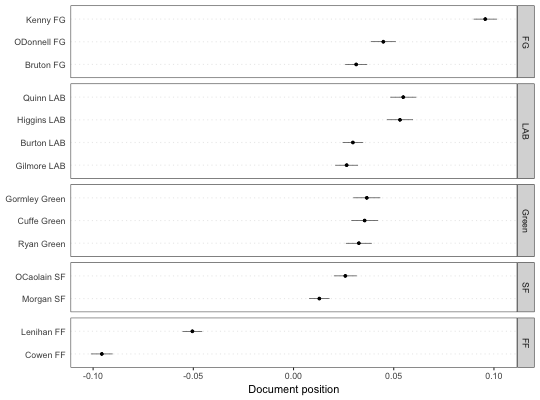 Kenny FG
ODonnell FG
Bruton FG
FG
Quinn LAB
Higgins LAB
Burton LAB
Gilmore LAB
LAB
Gormley Green
Cuffe Green
Ryan Green
Green
OCaolain SF
Morgan SF
SF
Lenihan FF
Cowen FF
FF
-0.10 -0.05 0.00 0.05 0.10
Document position